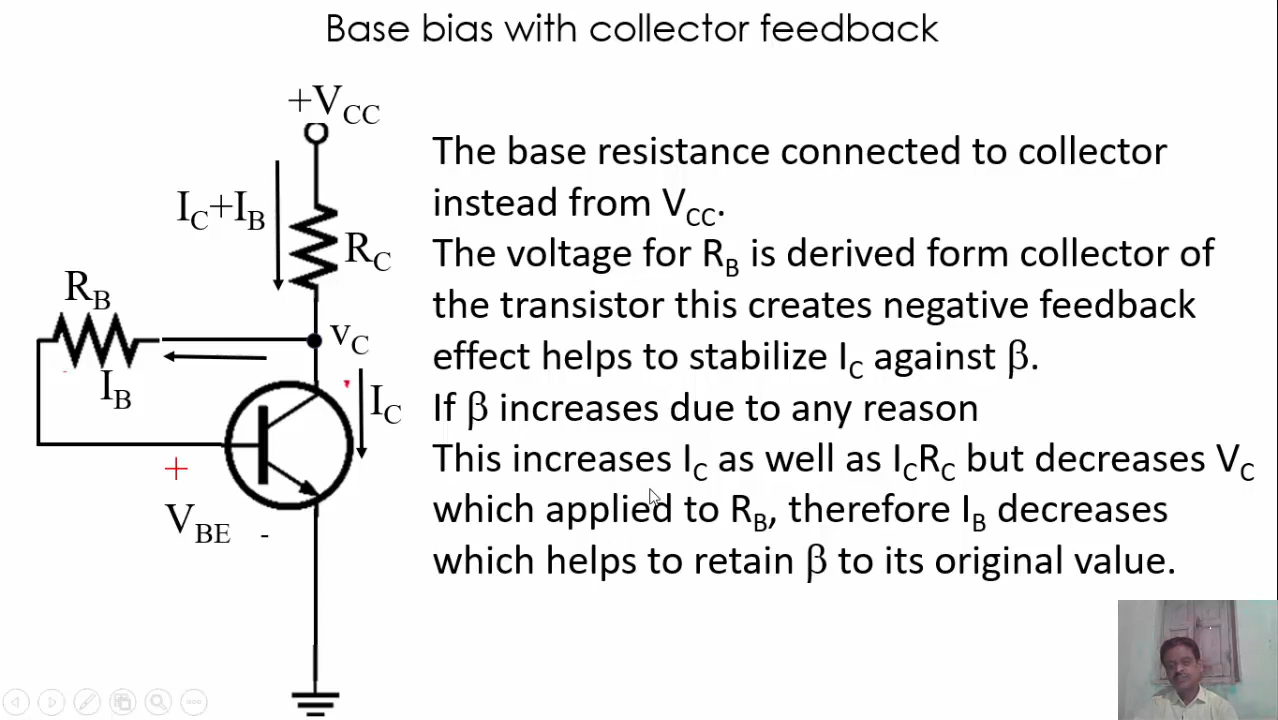 Base bias with collector feedback
+VCC
IC+IB
RC
RB
vC
IB
IC
+
VBE -
The base resistance connected to collector
instead from VCC.
The voltage for RB is derived form collector of
the transistor this creates negative feedback
effect helps to stabilize IC against β.
If β increases due to any reason
This increases IC as well as ICRC but decreases VC
which applied to RB, therefore IB decreases
which helps to retain β to its original value.